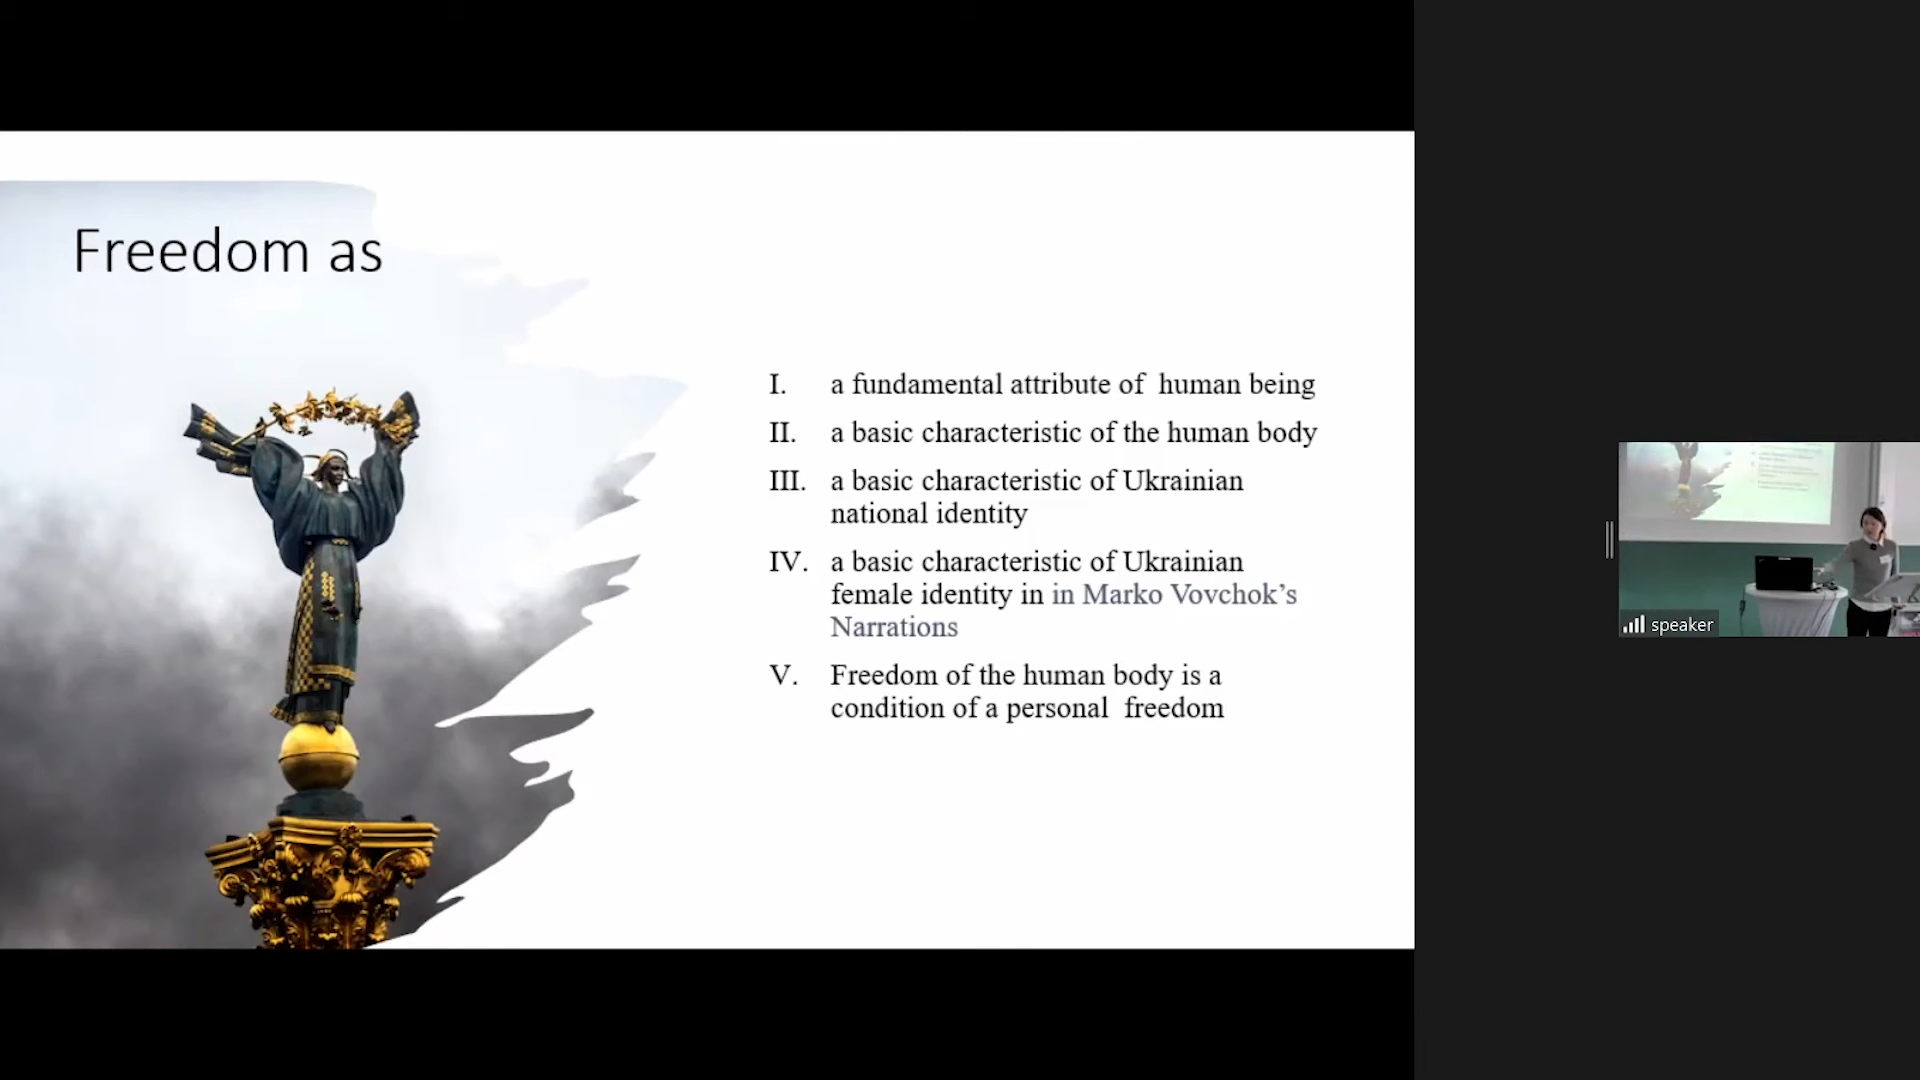 Freedom as
I. a fundamental attribute of  human being
II. a basic characteristic of the human body
III. a basic characteristic of Ukrainian
national identity
IV. a basic characteristic of Ukrainian
female identity in in Marko Vovchok’s
Narrations
V. Freedom of the human body is a
condition of a personal  freedom
speaker